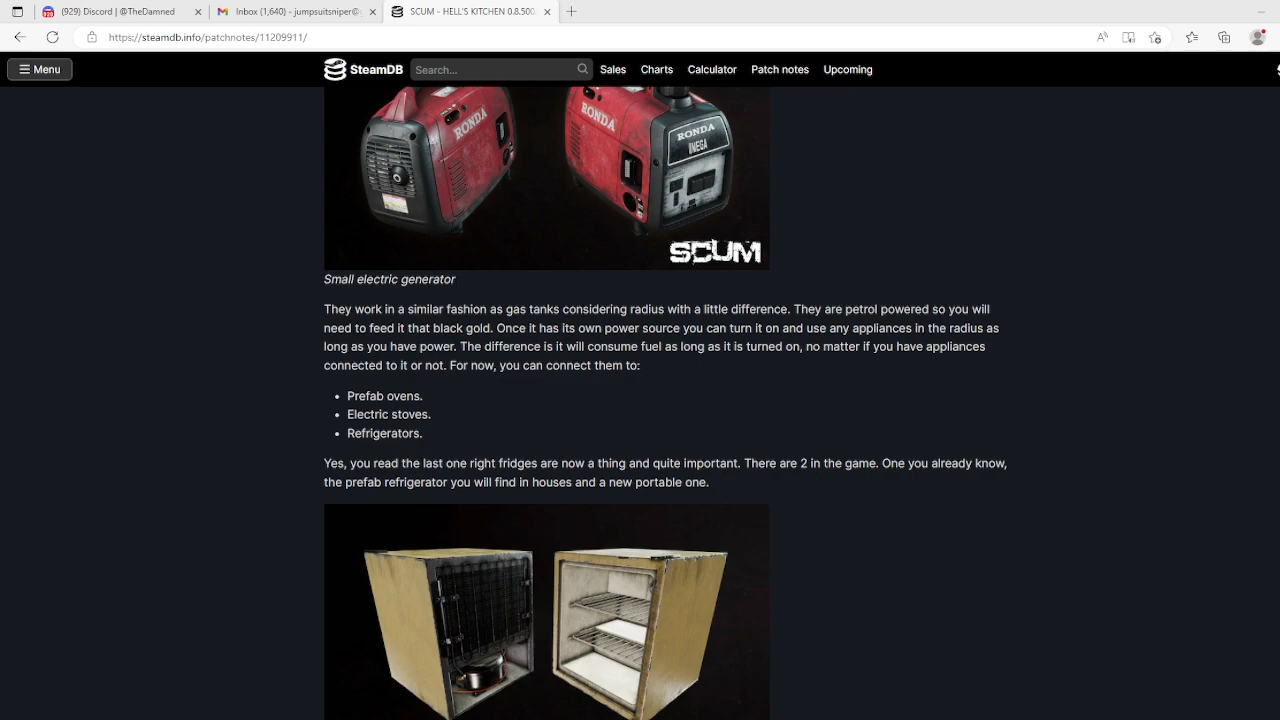 (929) Discord | @TheDamned
Inbox (1,640) - jumpsuitsniper@
SCUM - HELL'S KITCHEN 0.8.500.
https://steamdb.info/patchnotes/11209911/
Menu
SteamDB
Search...
Sales
Charts
Calculator
Patch notes
Upcoming
RONDA
RONDA
RONDA
INEGA
SCUM
Small electric generator
They work in a similar fashion as gas tanks considering radius with a little difference. They are petrol powered so you will
need to feed it that black gold. Once it has its own power source you can turn it on and use any appliances in the radius as
long as you have power. The difference is it will consume fuel as long as it is turned on, no matter if you have appliances
connected to it or not. For now, you can connect them to:
• Prefab ovens.
• Electric stoves.
• Refrigerators.
Yes, you read the last one right fridges are now a thing and quite important. There are 2 in the game. One you already know,
the prefab refrigerator you will find in houses and a new portable one.